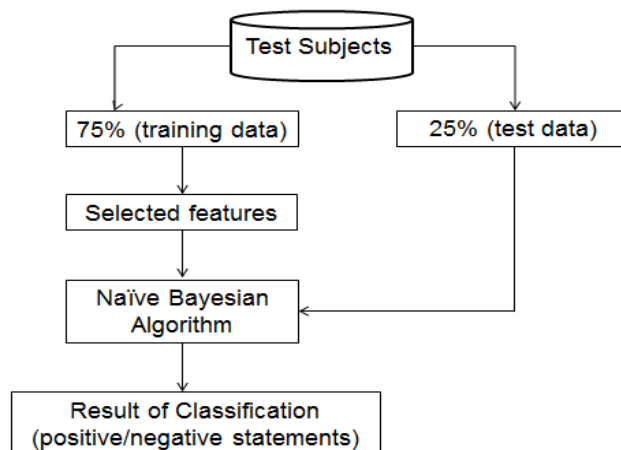 Test Subjects
75% (training data)
25% (test data)
Selected features
Naïve Bayesian
Algorithm
Result of Classification
(positive/negative statements)